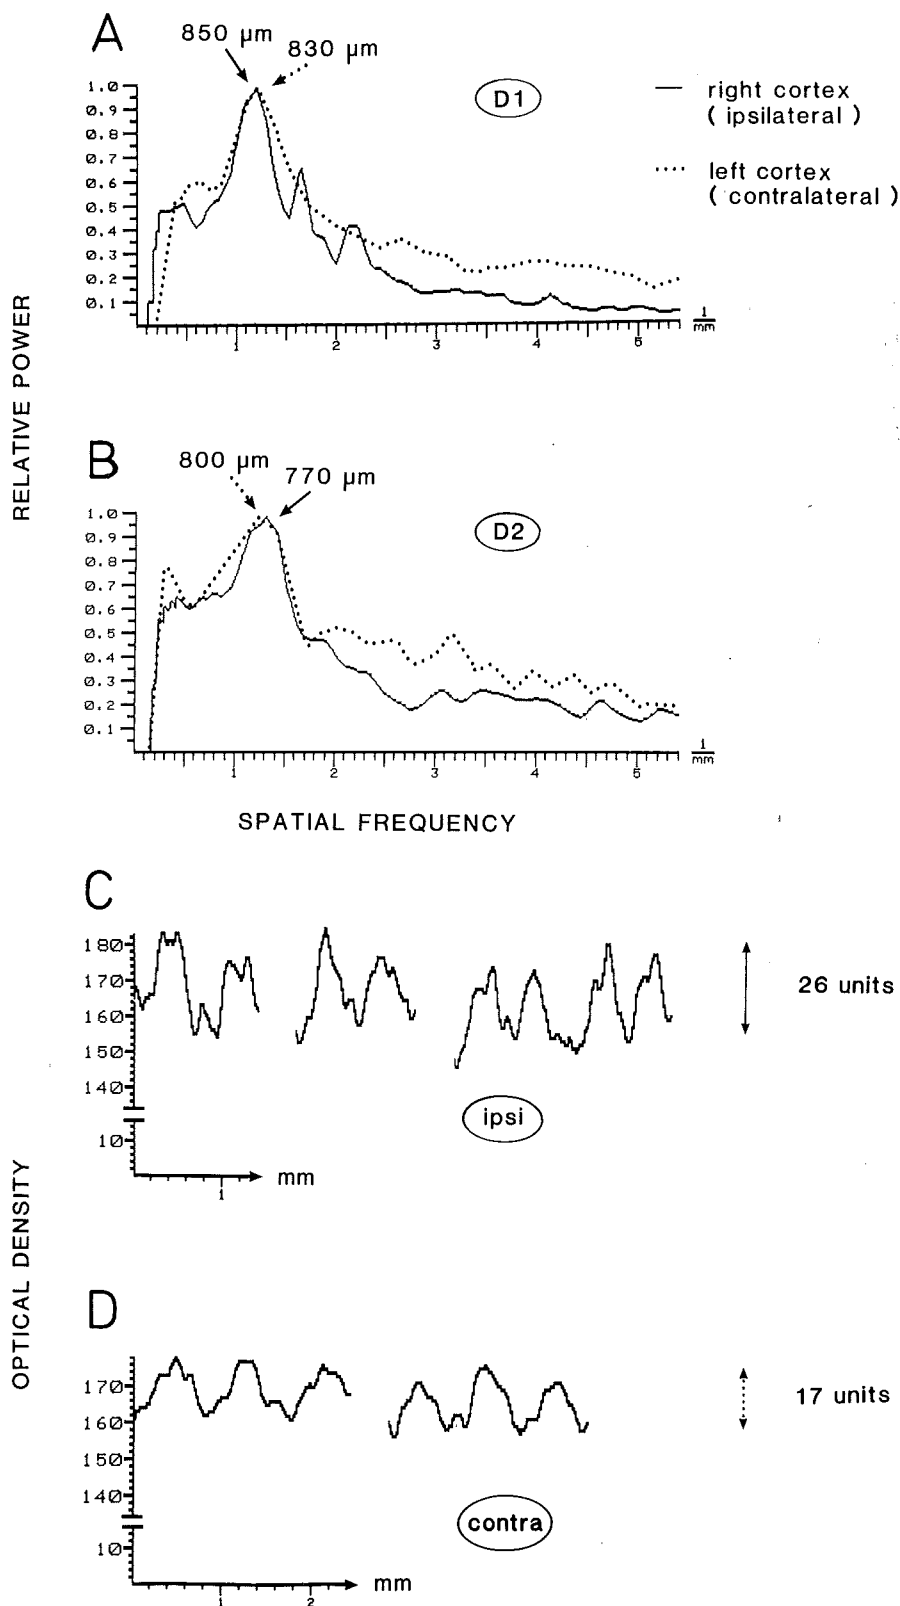 A
850 µm
830 µm
D1
right cortex
( ipsilateral )
left cortex
( contralateral )
1.0
0.9
0.8
0.7
0.6
0.5
0.4
0.3
0.2
0.1
1
2
3
4
5
1
mm
RELATIVE POWER
B
800 µm
770 µm
D2
1.0
0.9
0.8
0.7
0.6
0.5
0.4
0.3
0.2
0.1
1
2
3
4
5
1
mm
SPATIAL FREQUENCY
C
180
170
160
150
140
10
1
mm
ipsi
26 units
OPTICAL DENSITY
D
170
160
150
140
10
1
2
mm
contra
17 units